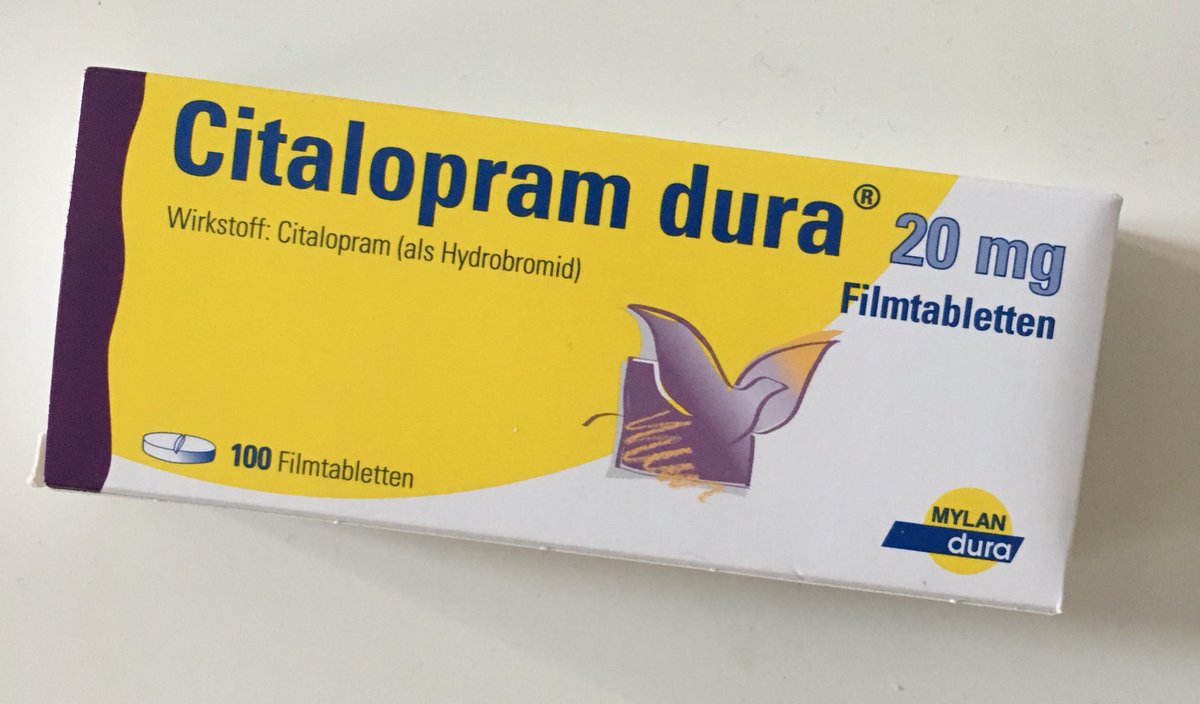 Citalopram dura® 20 mg
Filmtabletten
Wirkstoff: Citalopram (als Hydrobromid)
100 Filmtabletten
MYLAN
dura